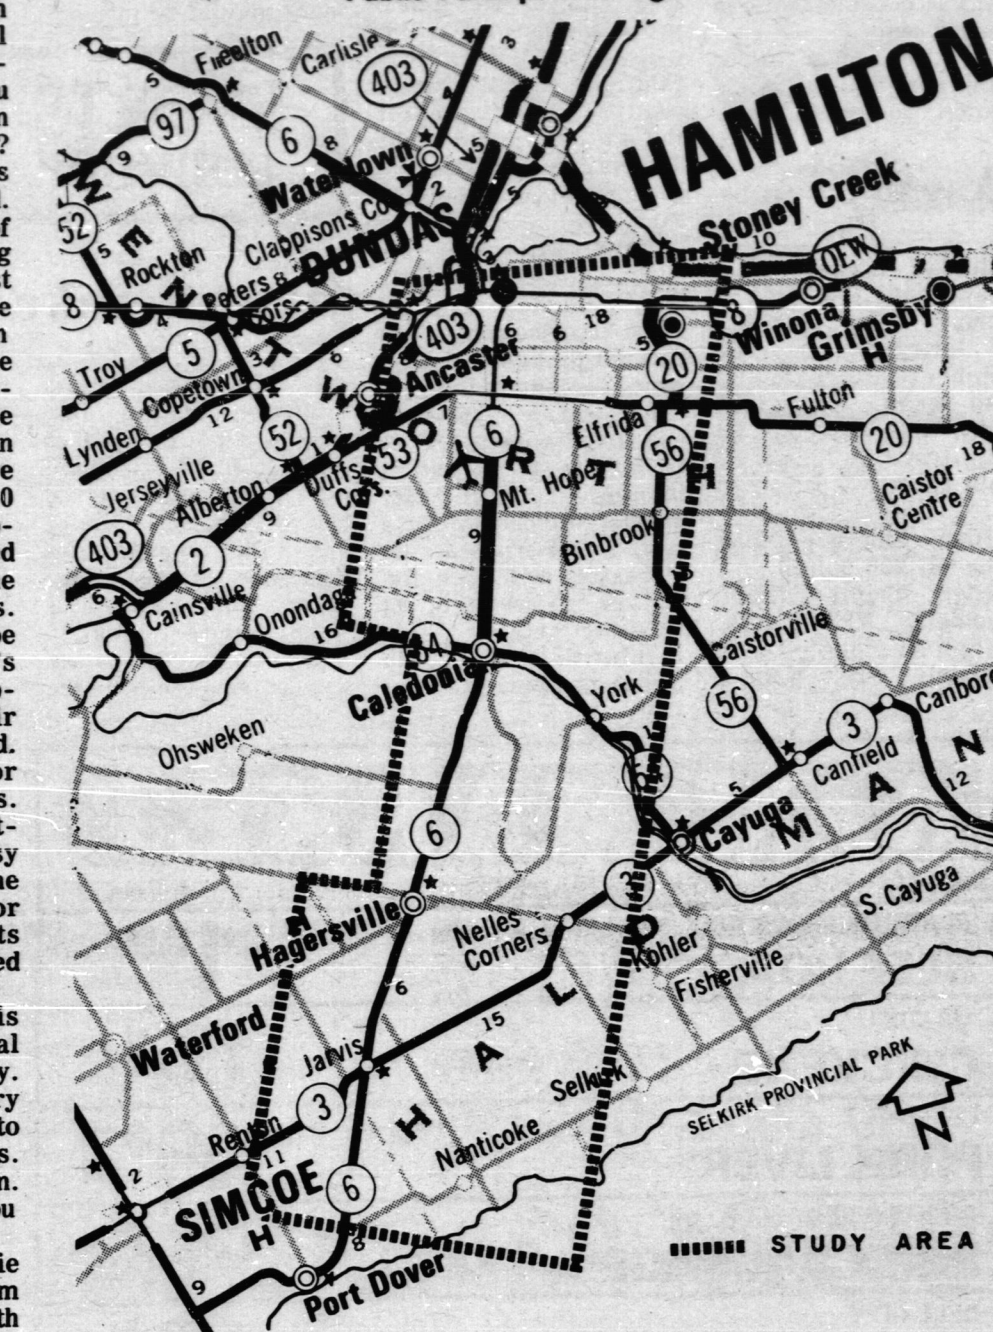 Freelton
Carlisle
403
HAMILTON
97
6
Waterdown
Stoney Creek
Clappisons Co
DUNDAS
52
Rockton
QEW
8
Peters
Cors.
403
8
Winona
Grimsby
5
Troy
Copetown
Ancaster
20
Fulton
Lynden
52
53
6
Elfrida
56
20
Jerseyville
Alberton
Duffs
Cors.
Mt. Hope
Caistor
Centre
403
2
Binbrook
Cainsville
Onondaga
54
Caledonia
Caistorville
York
56
Canboro
Ohsweken
3
Canfield
6
Cayuga
3
Hagersville
Nelles
Corners
S. Cayuga
Kohler
Fisherville
Waterford
Jarvis
15
Selkirk
SELKIRK PROVINCIAL PARK
3
Nanticoke
N
Renton
11
SIMCOE
6
STUDY AREA
Port Dover
W E N T W O R T H
H A L D I M A N